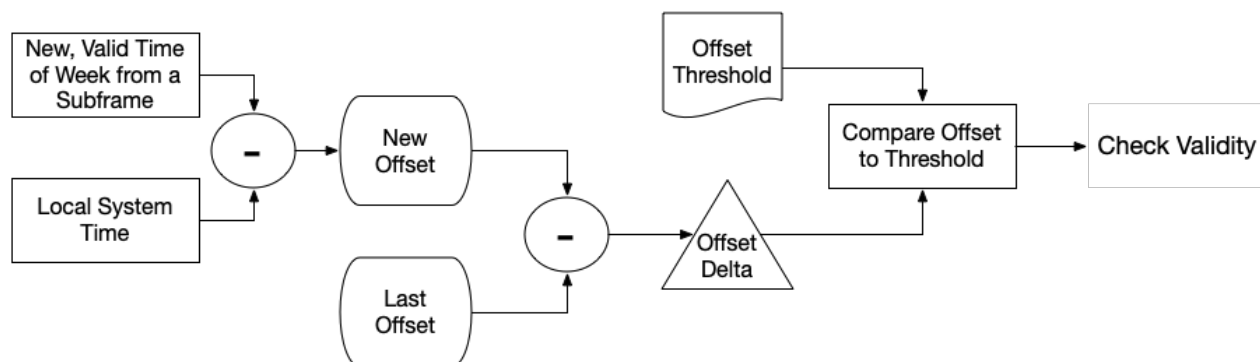 New, Valid Time
of Week from a
Subframe
Local System
Time
-
New
Offset
Last
Offset
-
Offset
Delta
Offset
Threshold
Compare Offset
to Threshold
Check Validity